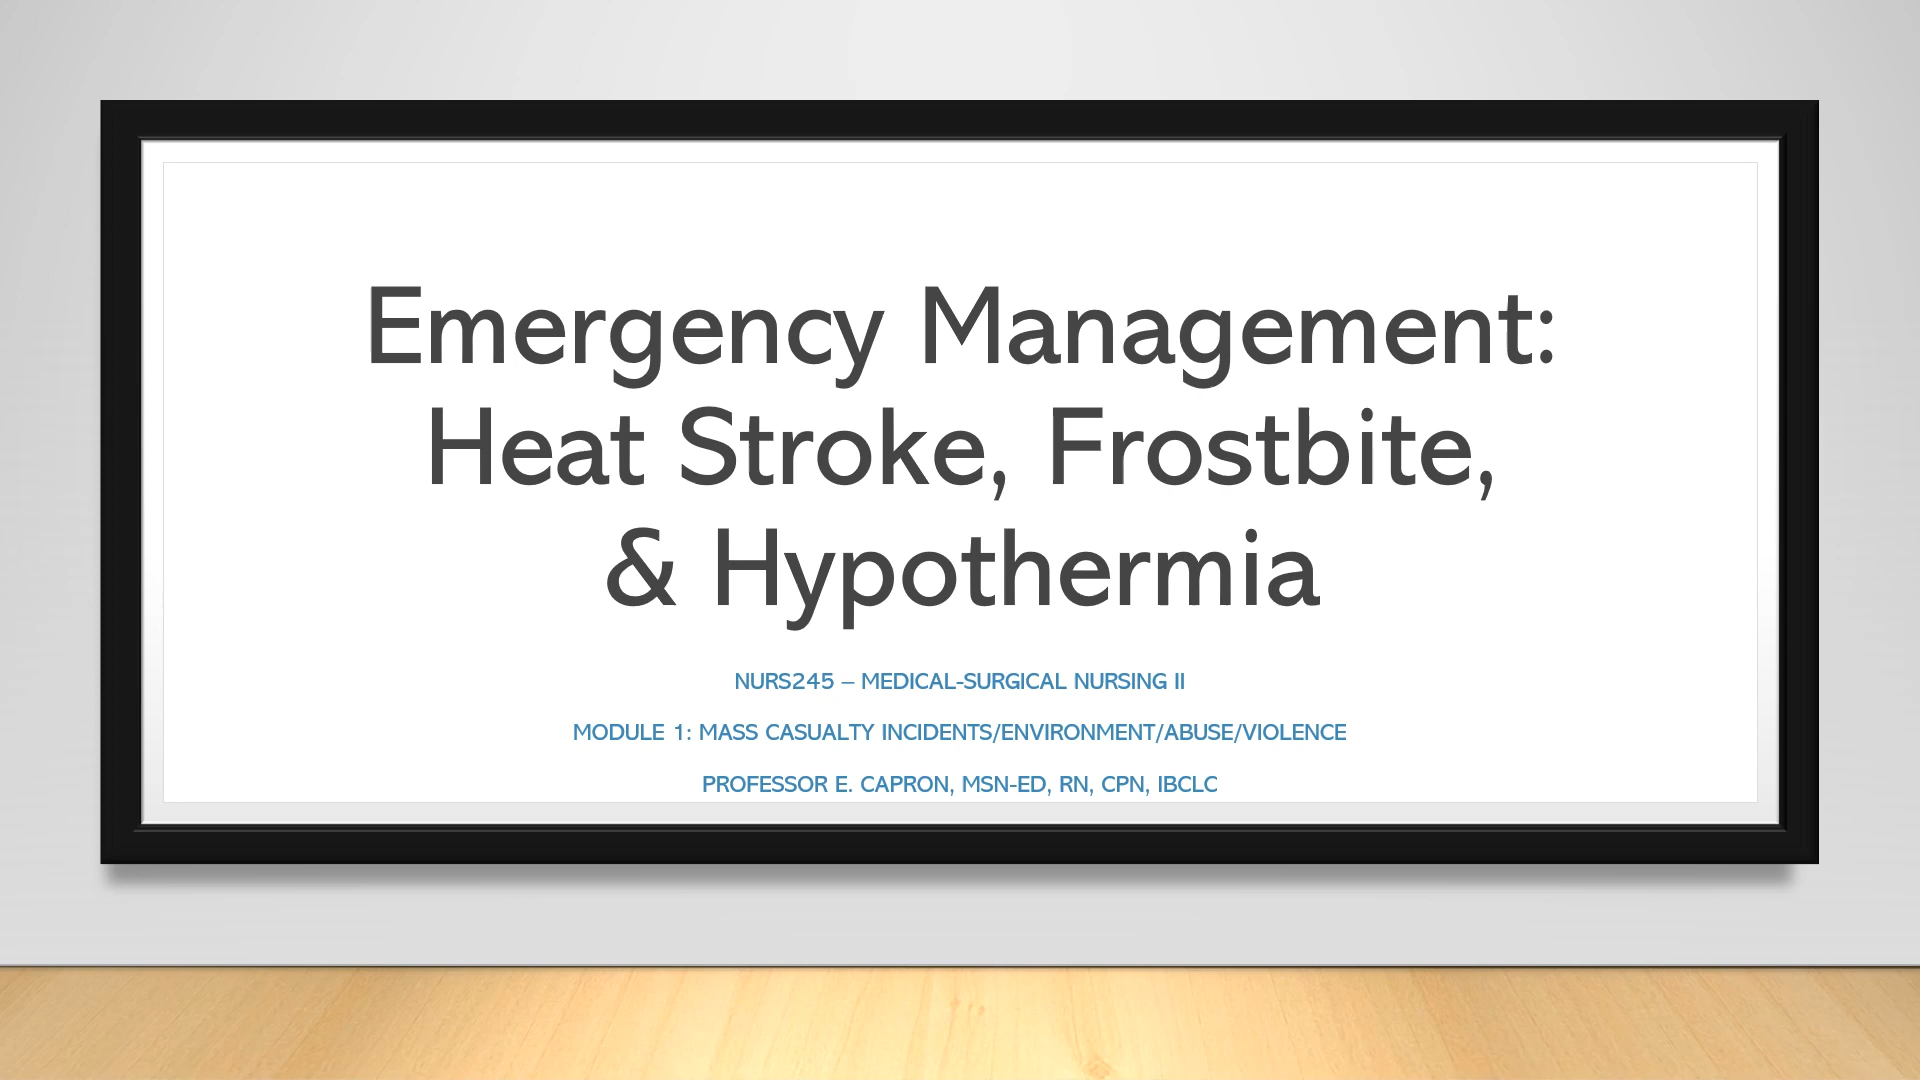 Emergency Management:
Heat Stroke, Frostbite,
& Hypothermia
NURS245 – MEDICAL-SURGICAL NURSING II
MODULE 1: MASS CASUALTY INCIDENTS/ENVIRONMENT/ABUSE/VIOLENCE
PROFESSOR E. CAPRON, MSN-ED, RN, CPN, IBCLC